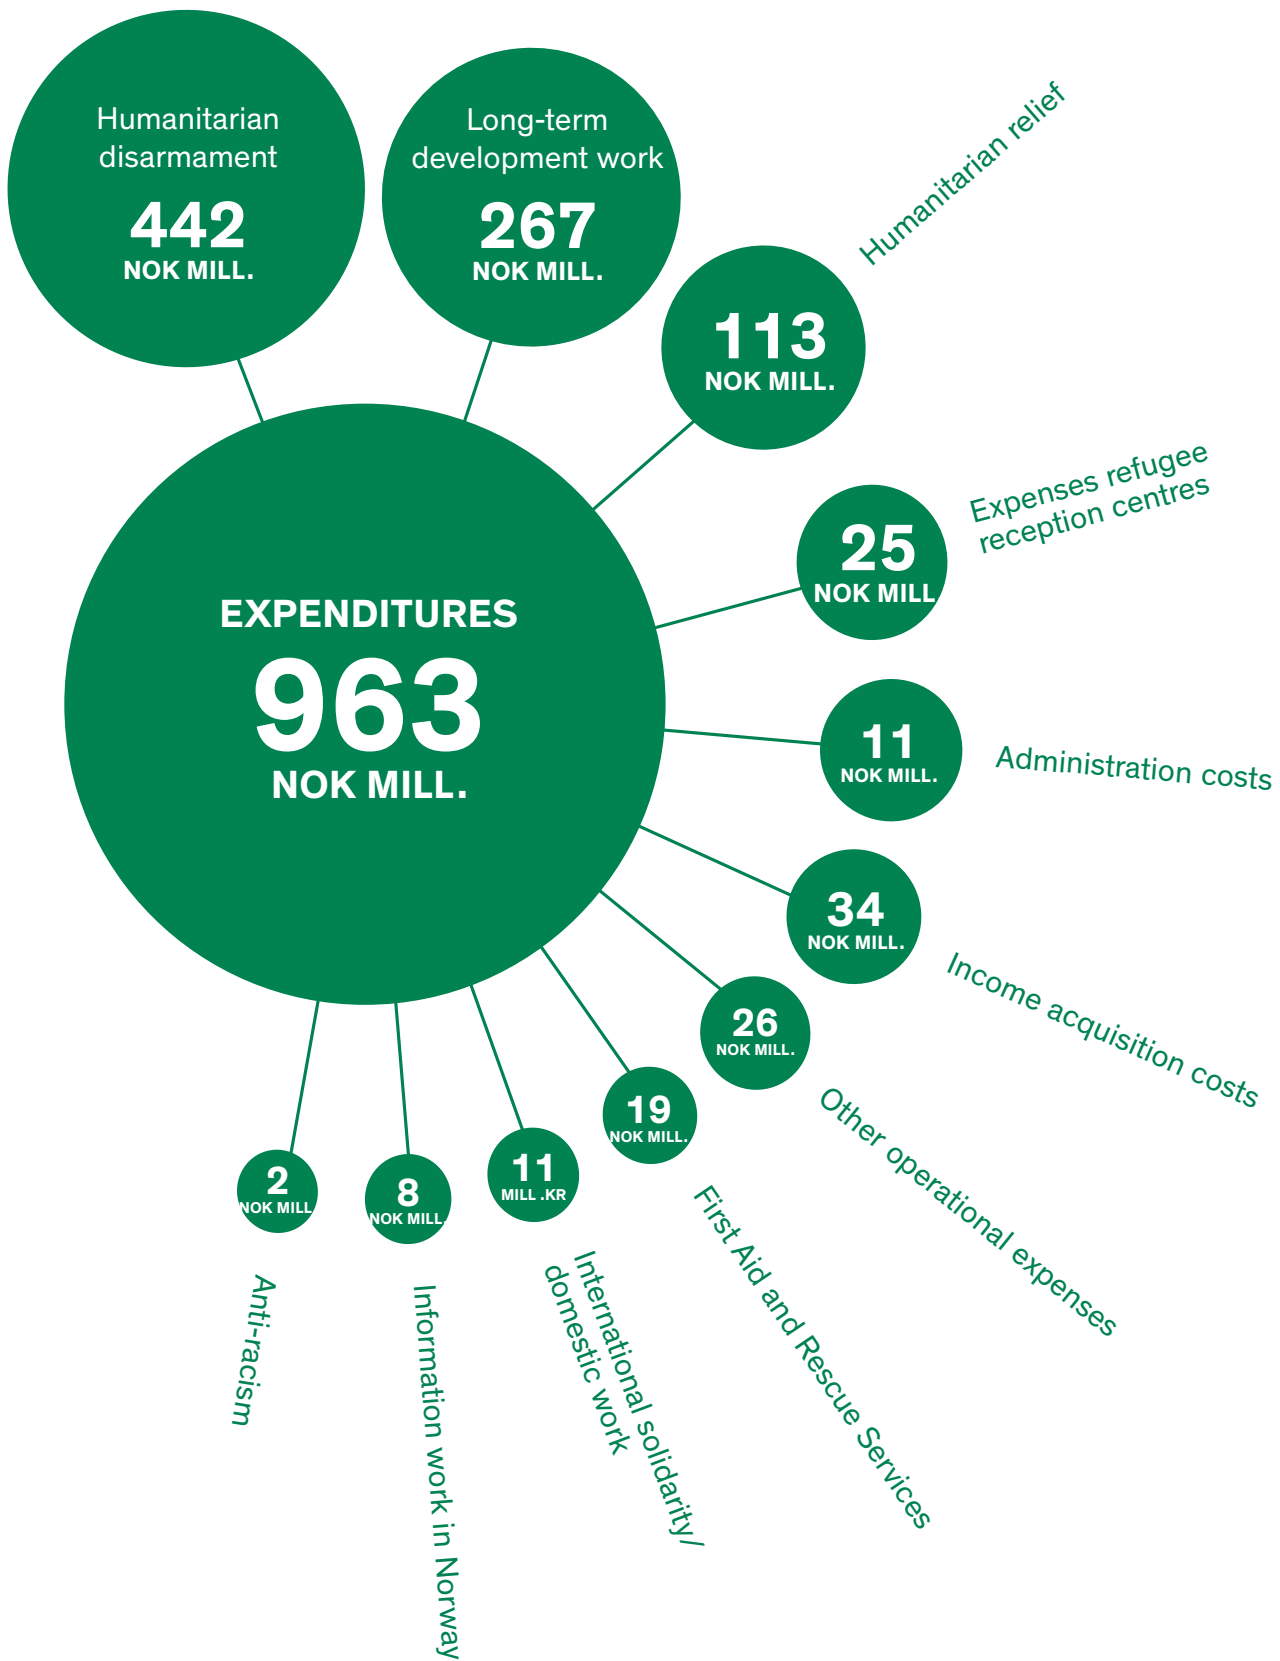 Humanitarian
disarmament
442
NOK MILL.
Long-term
development work
267
NOK MILL.
Humanitarian relief
113
NOK MILL.
Expenses refugee
reception centres
25
NOK MILL
EXPENDITURES
963
NOK MILL.
11
NOK MILL.
Administration costs
34
NOK MILL.
Income acquisition costs
26
NOK MILL.
Other operational expenses
19
NOK MILL.
First Aid and Rescue Services
11
MILL .KR
International solidarity/
domestic work
8
NOK MILL.
Information work in Norway
2
NOK MILL
Anti-racism